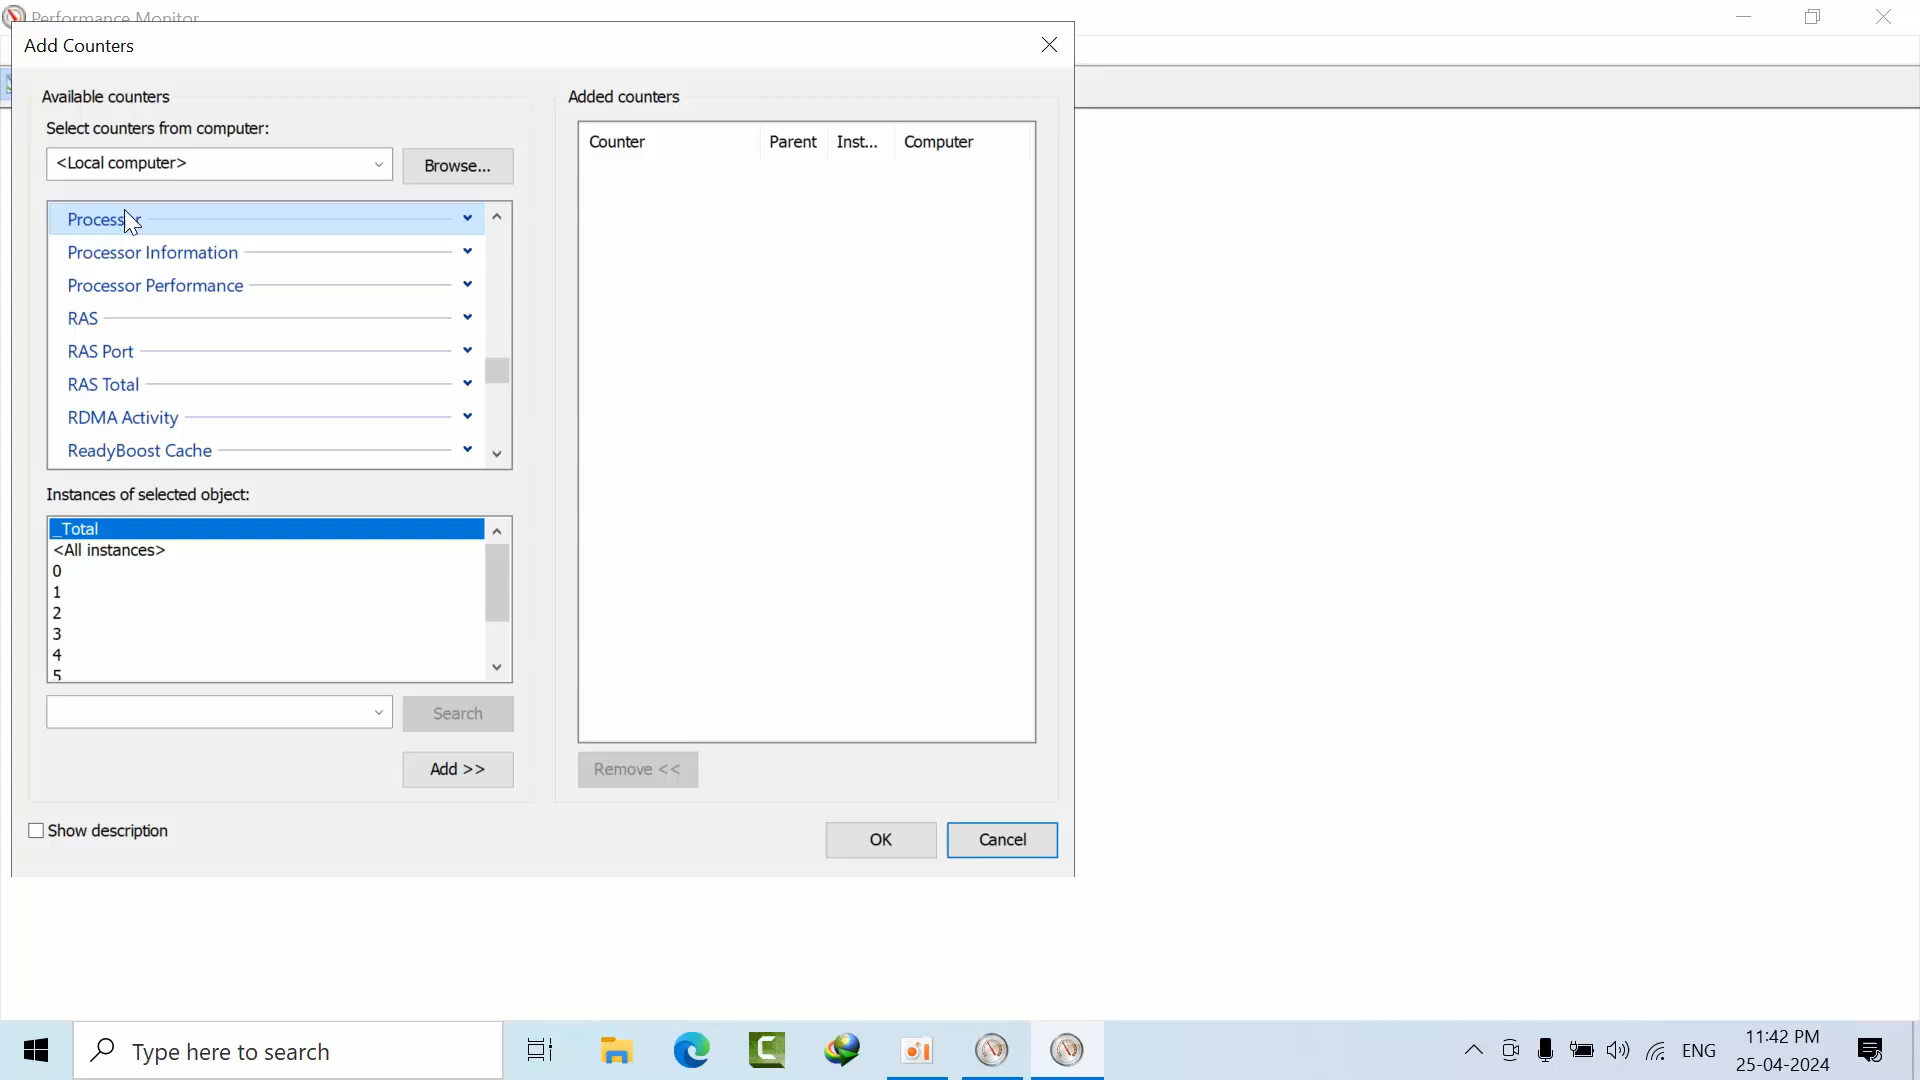 Performance Monitor
Add Counters
Available counters
Select counters from computer:
<Local computer>
Browse...
Processor
Processor Information
Processor Performance
RAS
RAS Port
RAS Total
RDMA Activity
ReadyBoost Cache
Instances of selected object:
_Total
<All instances>
0
1
2
3
4
5
Search
Add >>
Show description
Added counters
Counter Parent Inst... Computer
Remove <<
OK Cancel
Type here to search
ENG
11:42 PM
25-04-2024